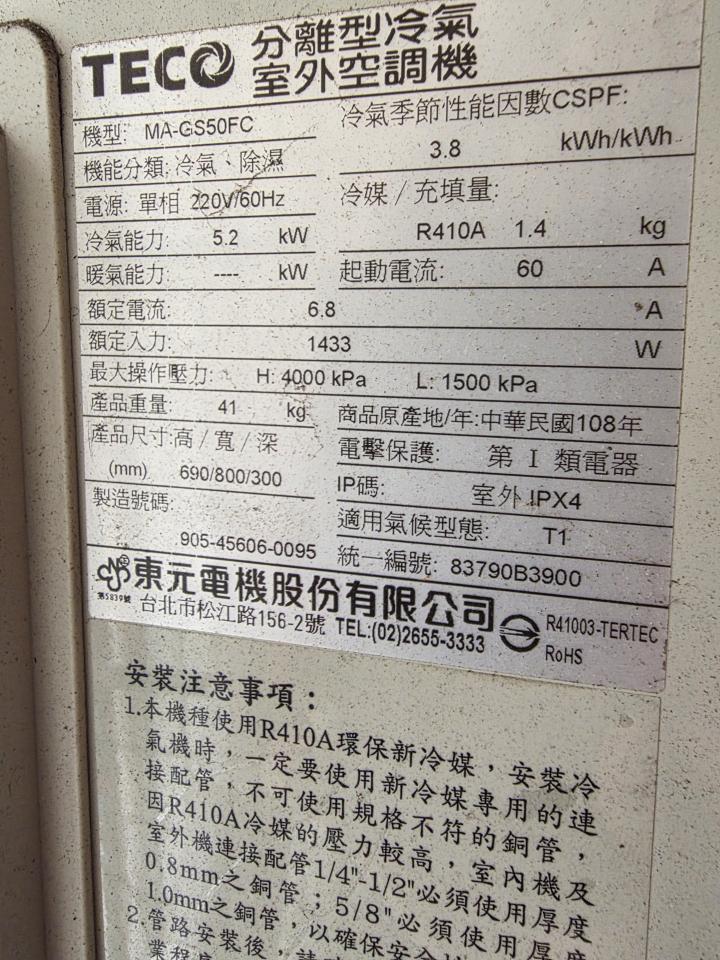 TECO 分離型冷氣
室外空調機
機型: MA-GS50FC
冷氣季節性能因數CSPF:
3.8 kWh/kWh
機能分類: 冷氣、除濕
電源: 單相 220V/60Hz
冷媒/充填量:
R410A 1.4 kg
冷氣能力: 5.2 kW
暖氣能力: ---- kW
起動電流: 60 A
額定電流: 6.8 A
額定入力: 1433 W
最大操作壓力: H: 4000 kPa L: 1500 kPa
產品重量: 41 kg
商品原產地/年:中華民國108年
產品尺寸:高/寬/深
(mm) 690/800/300
電擊保護: 第 I 類電器
IP碼: 室外 IPX4
製造號碼:
905-45606-0095
適用氣候型態: T1
統一編號: 83790B3900
第5839號
東元電機股份有限公司
台北市松江路156-2號 TEL:(02)2655-3333
R41003-TERTEC
RoHS
安裝注意事項:
1.本機種使用R410A環保新冷媒,安裝冷
氣機時,一定要使用新冷媒專用的連
接配管,不可使用規格不符的銅管,
因R410A冷媒的壓力較高,室內機及
室外機連接配管1/4"-1/2"必須使用厚度
0.8mm之銅管;5/8"必須使用厚度
1.0mm之銅管,以確保安全
2.管路安裝後,請
業程